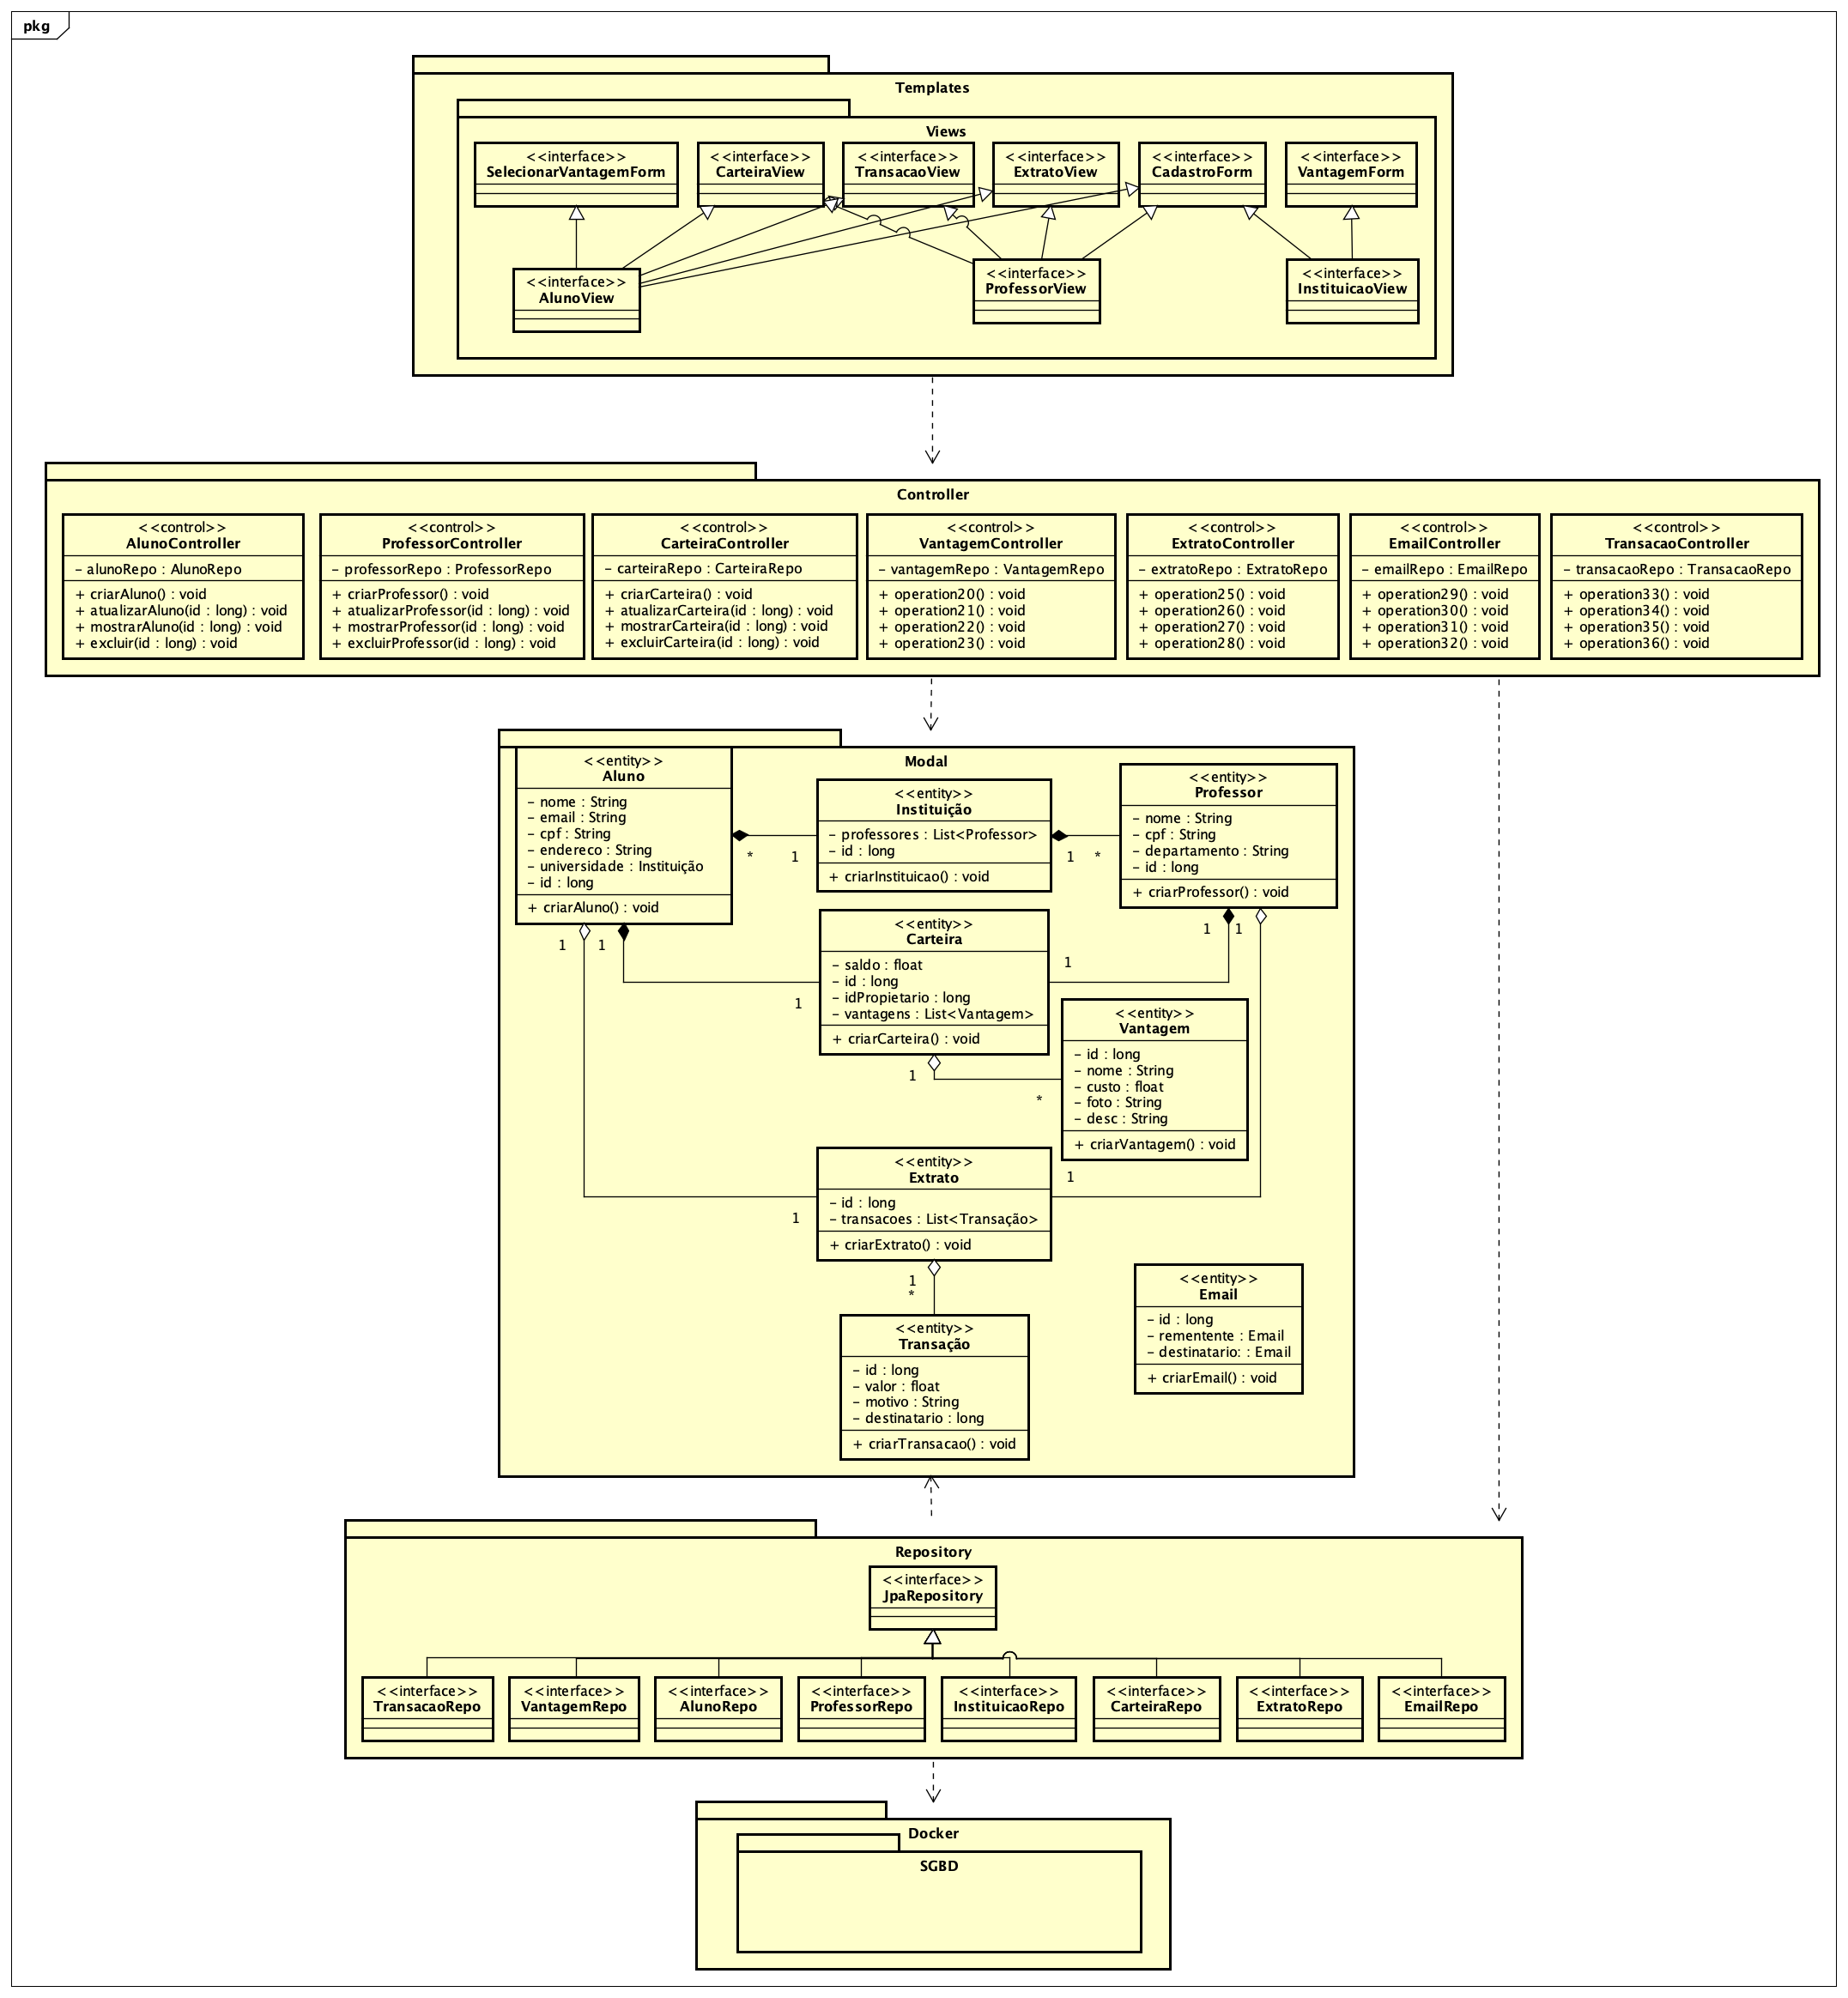 pkg
Templates
Views
<<interface>>
SelecionarVantagemForm
<<interface>>
CarteiraView
<<interface>>
TransacaoView
<<interface>>
ExtratoView
<<interface>>
CadastroForm
<<interface>>
VantagemForm
<<interface>>
AlunoView
<<interface>>
ProfessorView
<<interface>>
InstituicaoView
Controller
<<control>>
AlunoController
- alunoRepo : AlunoRepo
+ criarAluno() : void
+ atualizarAluno(id : long) : void
+ mostrarAluno(id : long) : void
+ excluir(id : long) : void
<<control>>
ProfessorController
- professorRepo : ProfessorRepo
+ criarProfessor() : void
+ atualizarProfessor(id : long) : void
+ mostrarProfessor(id : long) : void
+ excluirProfessor(id : long) : void
<<control>>
CarteiraController
- carteiraRepo : CarteiraRepo
+ criarCarteira() : void
+ atualizarCarteira(id : long) : void
+ mostrarCarteira(id : long) : void
+ excluirCarteira(id : long) : void
<<control>>
VantagemController
- vantagemRepo : VantagemRepo
+ operation20() : void
+ operation21() : void
+ operation22() : void
+ operation23() : void
<<control>>
ExtratoController
- extratoRepo : ExtratoRepo
+ operation25() : void
+ operation26() : void
+ operation27() : void
+ operation28() : void
<<control>>
EmailController
- emailRepo : EmailRepo
+ operation29() : void
+ operation30() : void
+ operation31() : void
+ operation32() : void
<<control>>
TransacaoController
- transacaoRepo : TransacaoRepo
+ operation33() : void
+ operation34() : void
+ operation35() : void
+ operation36() : void
Modal
<<entity>>
Aluno
- nome : String
- email : String
- cpf : String
- endereco : String
- universidade : Instituição
- id : long
+ criarAluno() : void
* 1
<<entity>>
Instituição
- professores : List<Professor>
- id : long
+ criarInstituicao() : void
1 *
<<entity>>
Professor
- nome : String
- cpf : String
- departamento : String
- id : long
+ criarProfessor() : void
1 1
1 1
<<entity>>
Carteira
- saldo : float
- id : long
- idPropietario : long
- vantagens : List<Vantagem>
+ criarCarteira() : void
1
1
1
*
<<entity>>
Vantagem
- id : long
- nome : String
- custo : float
- foto : String
- desc : String
+ criarVantagem() : void
<<entity>>
Extrato
- id : long
- transacoes : List<Transação>
+ criarExtrato() : void
1
1
1
*
<<entity>>
Transação
- id : long
- valor : float
- motivo : String
- destinatario : long
+ criarTransacao() : void
<<entity>>
Email
- id : long
- rementente : Email
- destinatario: : Email
+ criarEmail() : void
Repository
<<interface>>
JpaRepository
<<interface>>
TransacaoRepo
<<interface>>
VantagemRepo
<<interface>>
AlunoRepo
<<interface>>
ProfessorRepo
<<interface>>
InstituicaoRepo
<<interface>>
CarteiraRepo
<<interface>>
ExtratoRepo
<<interface>>
EmailRepo
Docker
SGBD